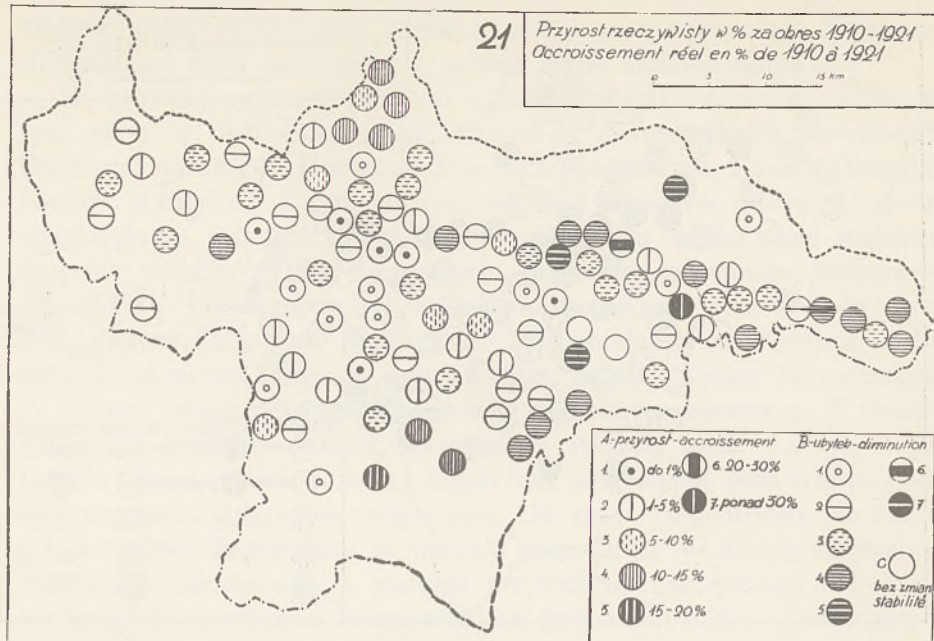 21
Przyrost rzeczywisty w % za obres 1910-1921
Accroissement réel en % de 1910 à 1921
0 5 10 15 km
A-przyrost-accroissement
1. do 1%
2 1-5%
3 5-10%
4. 10-15%
5 15-20%
6. 20-30%
7. ponad 30%
B-ubytek-diminution
1.
2
3.
4
5
6.
7
C
bez zmian
stabilité